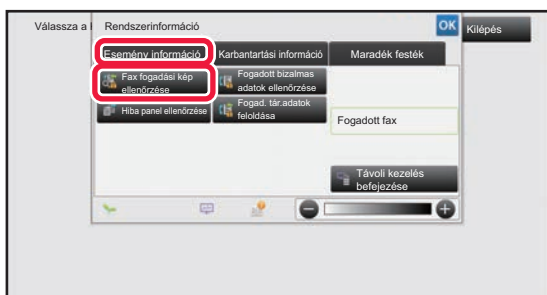 Válassza a
Rendszerinformáció
OK
Kilépés
Esemény információ
Karbantartási információ
Maradék festék
Fax fogadási kép
ellenőrzése
Fogadott bizalmas
adatok ellenőrzése
Hiba panel ellenőrzése
Fogad. tár.adatok
feloldása
Fogadott fax
Távoli kezelés
befejezése